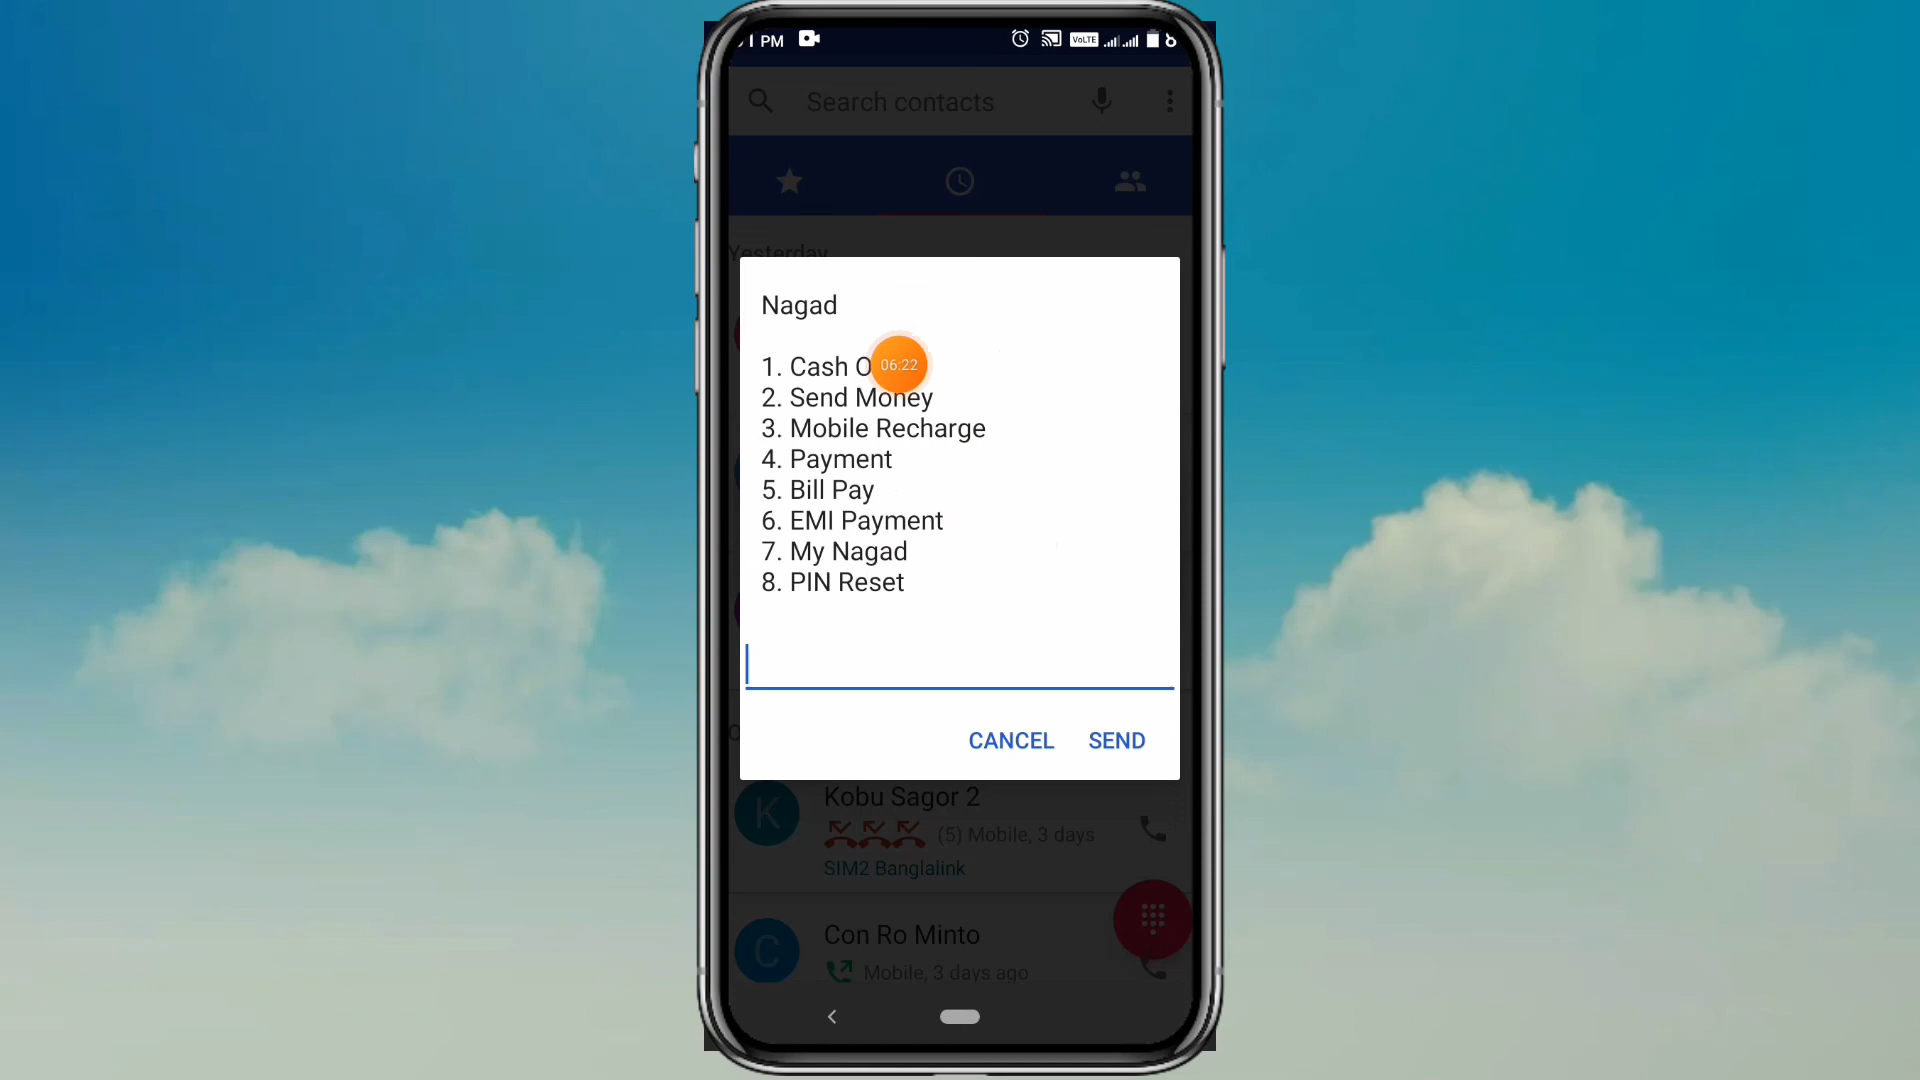 1 PM
VoLTE
Search contacts
Yesterday
Nagad
1. Cash O
06:22
2. Send Money
3. Mobile Recharge
4. Payment
5. Bill Pay
6. EMI Payment
7. My Nagad
8. PIN Reset
CANCEL SEND
K
Kobu Sagor 2
(5) Mobile, 3 days
SIM2 Banglalink
C
Con Ro Minto
Mobile, 3 days ago